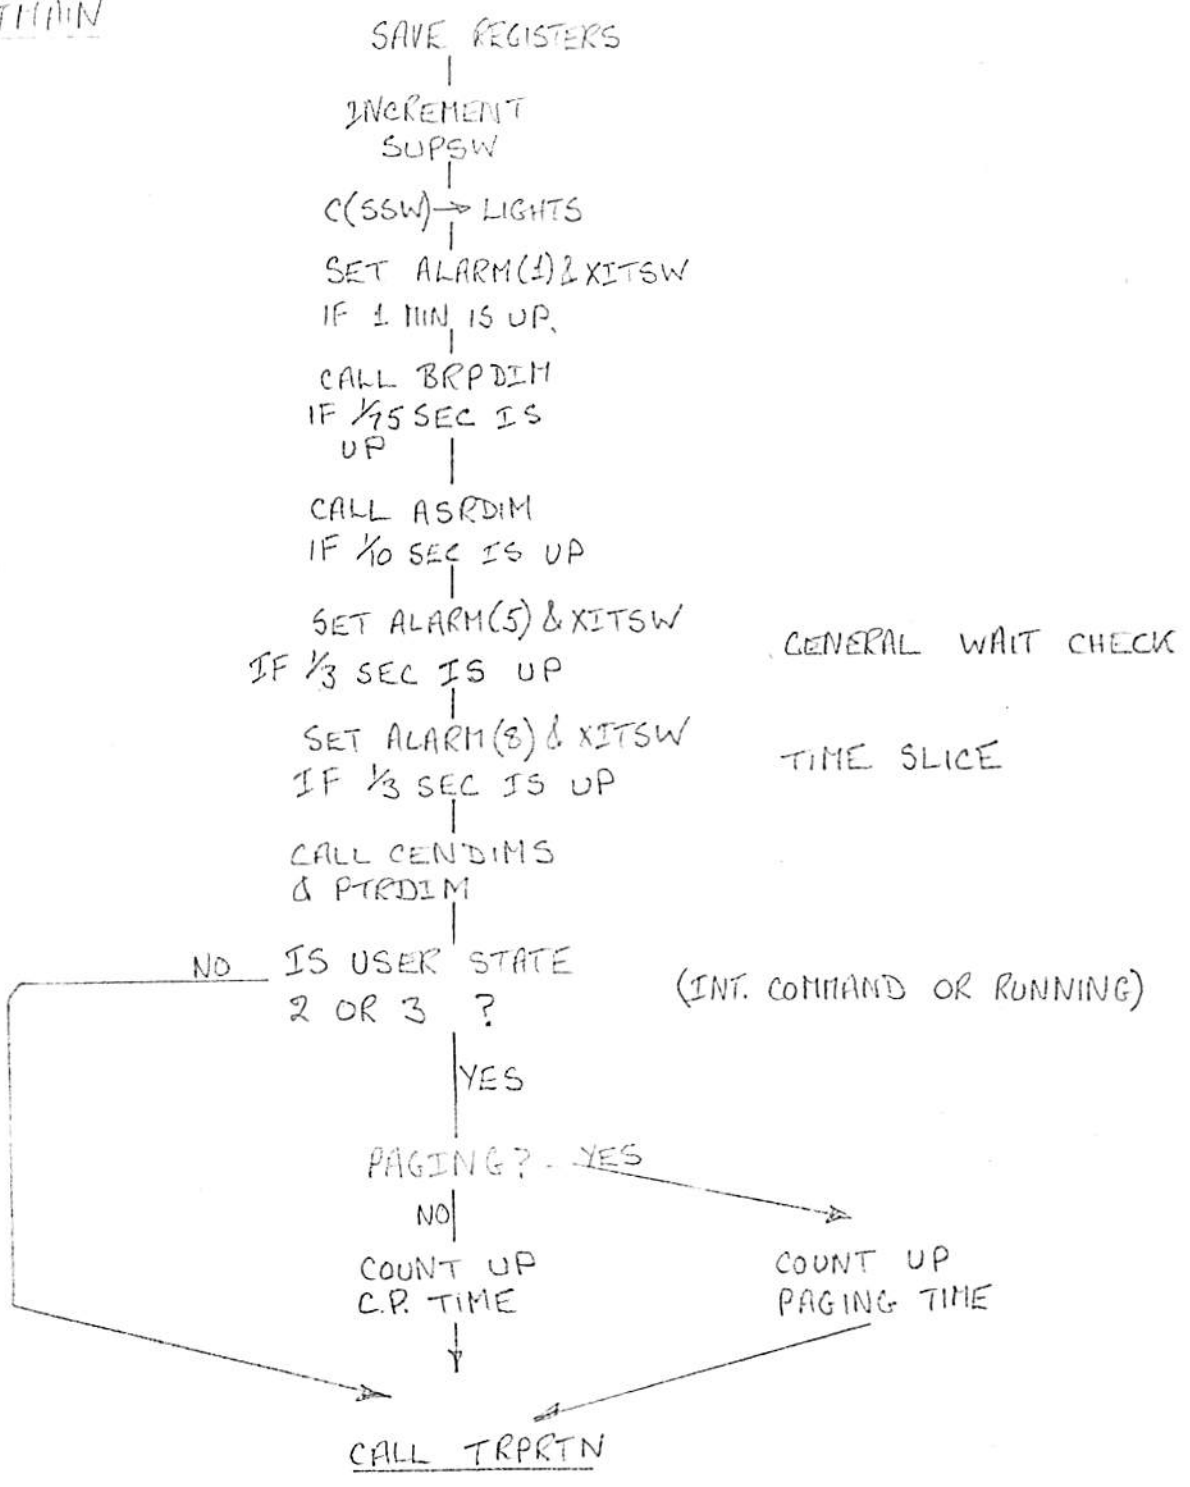 SAVE REGISTERS
INCREMENT
SUPSW
C(SSW)→ LIGHTS
SET ALARM(1) & XITSW
IF 1 MIN IS UP.
CALL BRPDIM
IF 1/75 SEC IS
UP
CALL ASRDIM
IF 1/10 SEC IS UP
SET ALARM(5) & XITSW
IF 1/3 SEC IS UP
GENERAL WAIT CHECK
SET ALARM(8) & XITSW
IF 1/3 SEC IS UP
TIME SLICE
CALL CENDIMS
& PTRDIM
NO
IS USER STATE
2 OR 3 ?
(INT. COMMAND OR RUNNING)
YES
PAGING? YES
NO
COUNT UP
C.P. TIME
COUNT UP
PAGING TIME
CALL TRPRTN